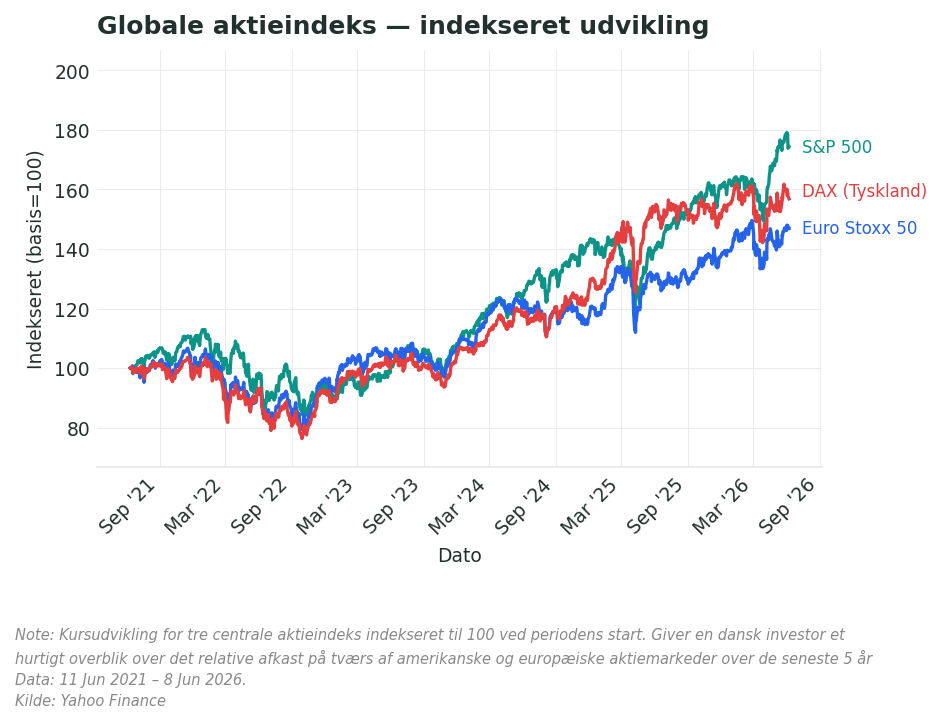 Globale aktieindeks — indekseret udvikling
Indekseret (basis=100)
200
180
160
140
120
100
80
S&P 500
DAX (Tyskland)
Euro Stoxx 50
Sep '21
Mar '22
Sep '22
Mar '23
Sep '23
Mar '24
Sep '24
Mar '25
Sep '25
Mar '26
Sep '26
Dato
Note: Kursudvikling for tre centrale aktieindeks indekseret til 100 ved periodens start. Giver en dansk investor et
hurtigt overblik over det relative afkast på tværs af amerikanske og europæiske aktiemarkeder over de seneste 5 år
Data: 11 Jun 2021 – 8 Jun 2026.
Kilde: Yahoo Finance